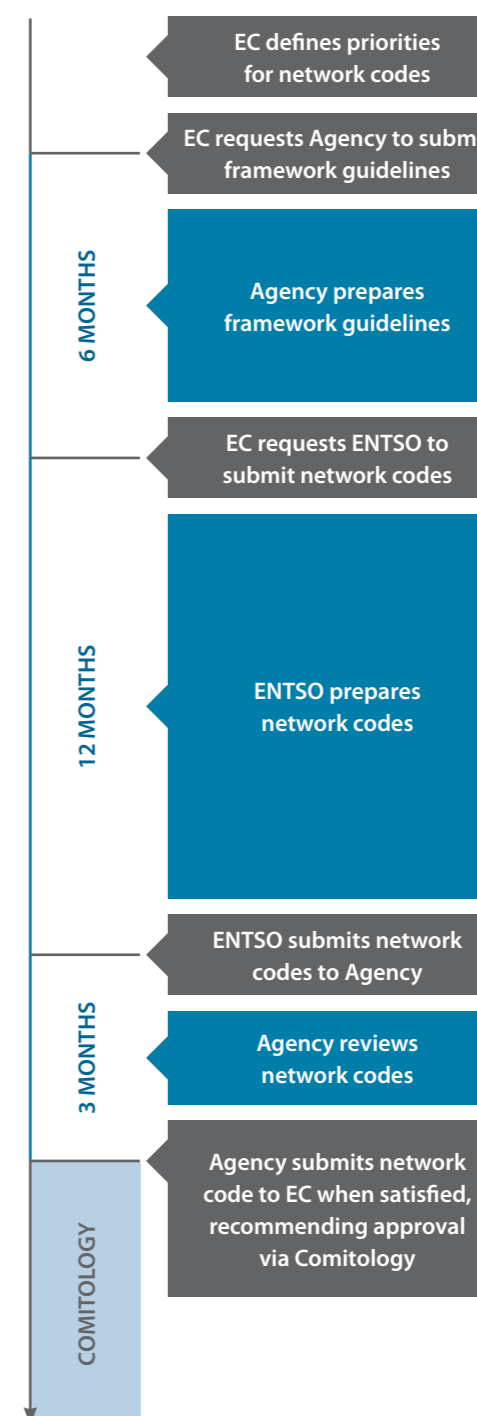 EC defines priorities
for network codes
EC requests Agency to subm
framework guidelines
6 MONTHS
Agency prepares
framework guidelines
EC requests ENTSO to
submit network codes
12 MONTHS
ENTSO prepares
network codes
ENTSO submits network
codes to Agency
3 MONTHS
Agency reviews
network codes
Agency submits network
code to EC when satisfied,
recommending approval
via Comitology
COMITOLOGY